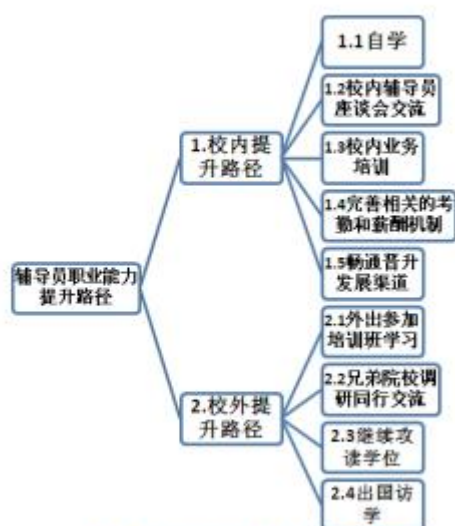 辅导员职业能力
提升路径
1.校内提
升路径
1.1自学
1.2校内辅导员
座谈会交流
1.3校内业务
培训
1.4完善相关的考
勤和薪酬机制
1.5畅通晋升
发展渠道
2.校外提
升路径
2.1外出参加
培训班学习
2.2兄弟院校调
研同行交流
2.3继续攻
读学位
2.4出国访
学